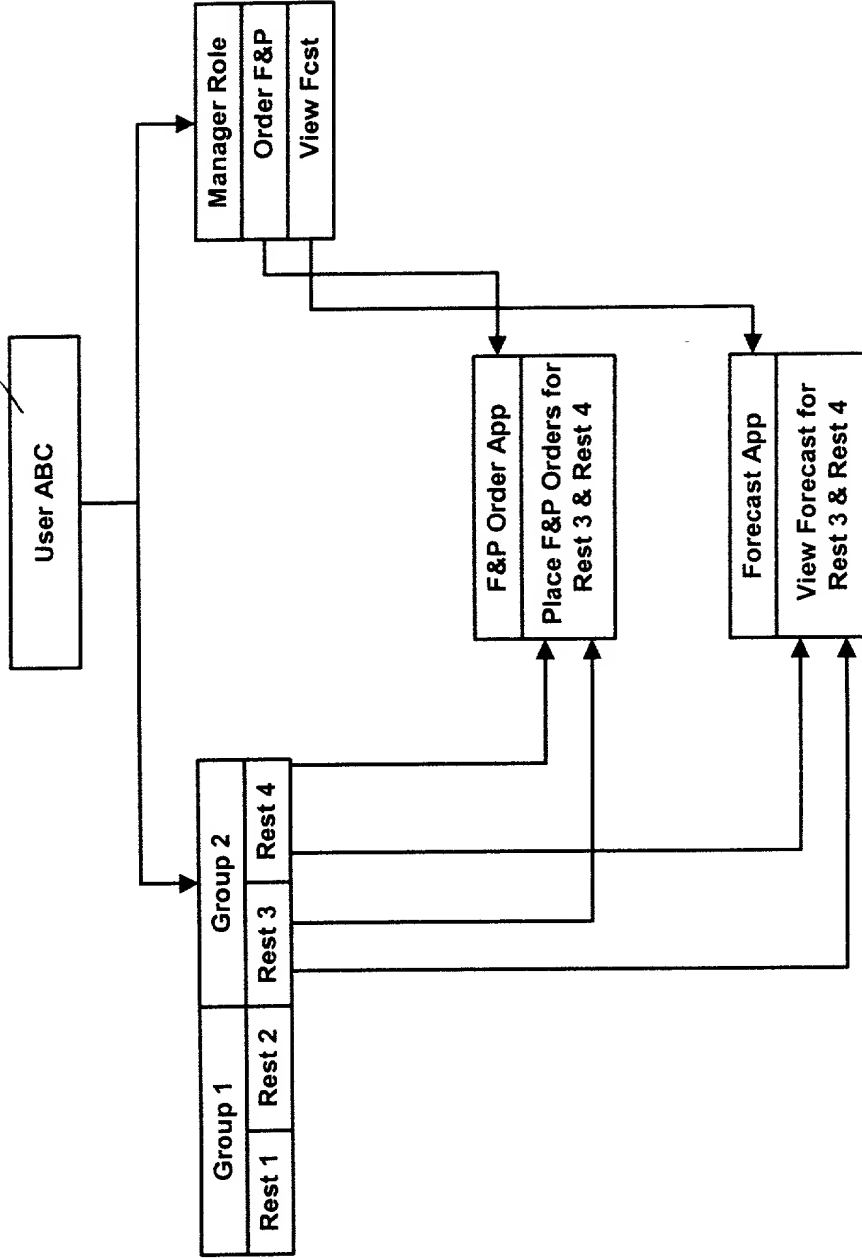 User ABC
Group 1
Group 2
Rest 1
Rest 2
Rest 3
Rest 4
Manager Role
Order F&P
View Fcst
F&P Order App
Place F&P Orders for
Rest 3 & Rest 4
Forecast App
View Forecast for
Rest 3 & Rest 4